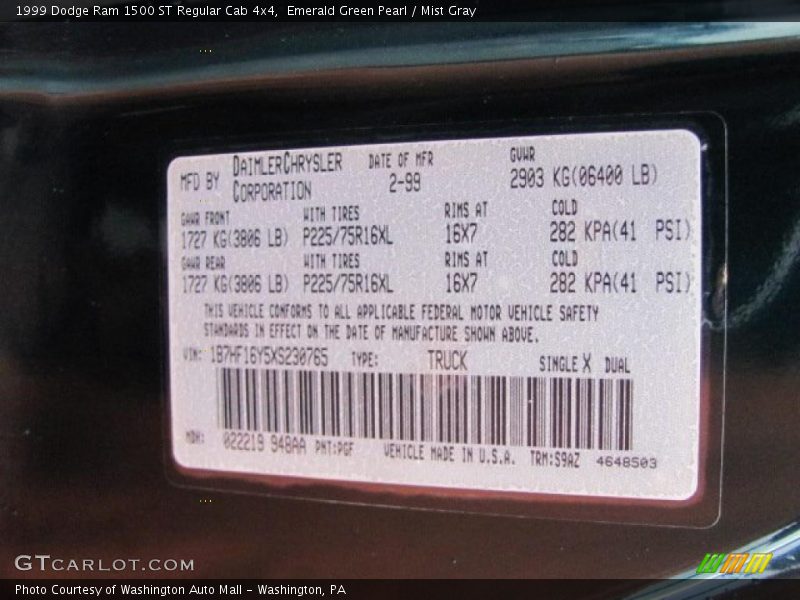 1999 Dodge Ram 1500 ST Regular Cab 4x4,  Emerald Green Pearl / Mist Gray
MFD BY DAIMLERCHRYSLER CORPORATION DATE OF MFR 2-99 GVWR 2903 KG(06400 LB)
GAWR FRONT WITH TIRES RIMS AT COLD
1727 KG(3806 LB) P225/75R16XL 16X7 282 KPA(41 PSI)
GAWR REAR WITH TIRES RIMS AT COLD
1727 KG(3806 LB) P225/75R16XL 16X7 282 KPA(41 PSI)
THIS VEHICLE CONFORMS TO ALL APPLICABLE FEDERAL MOTOR VEHICLE SAFETY
STANDARDS IN EFFECT ON THE DATE OF MANUFACTURE SHOWN ABOVE.
VIN: 1B7HF16Y5XS230765 TYPE: TRUCK SINGLE X DUAL
MDH: 022219 948AA PNT:PGF VEHICLE MADE IN U.S.A. TRM:S9AZ 4648503
GTCARLOT.COM
Photo Courtesy of Washington Auto Mall - Washington, PA